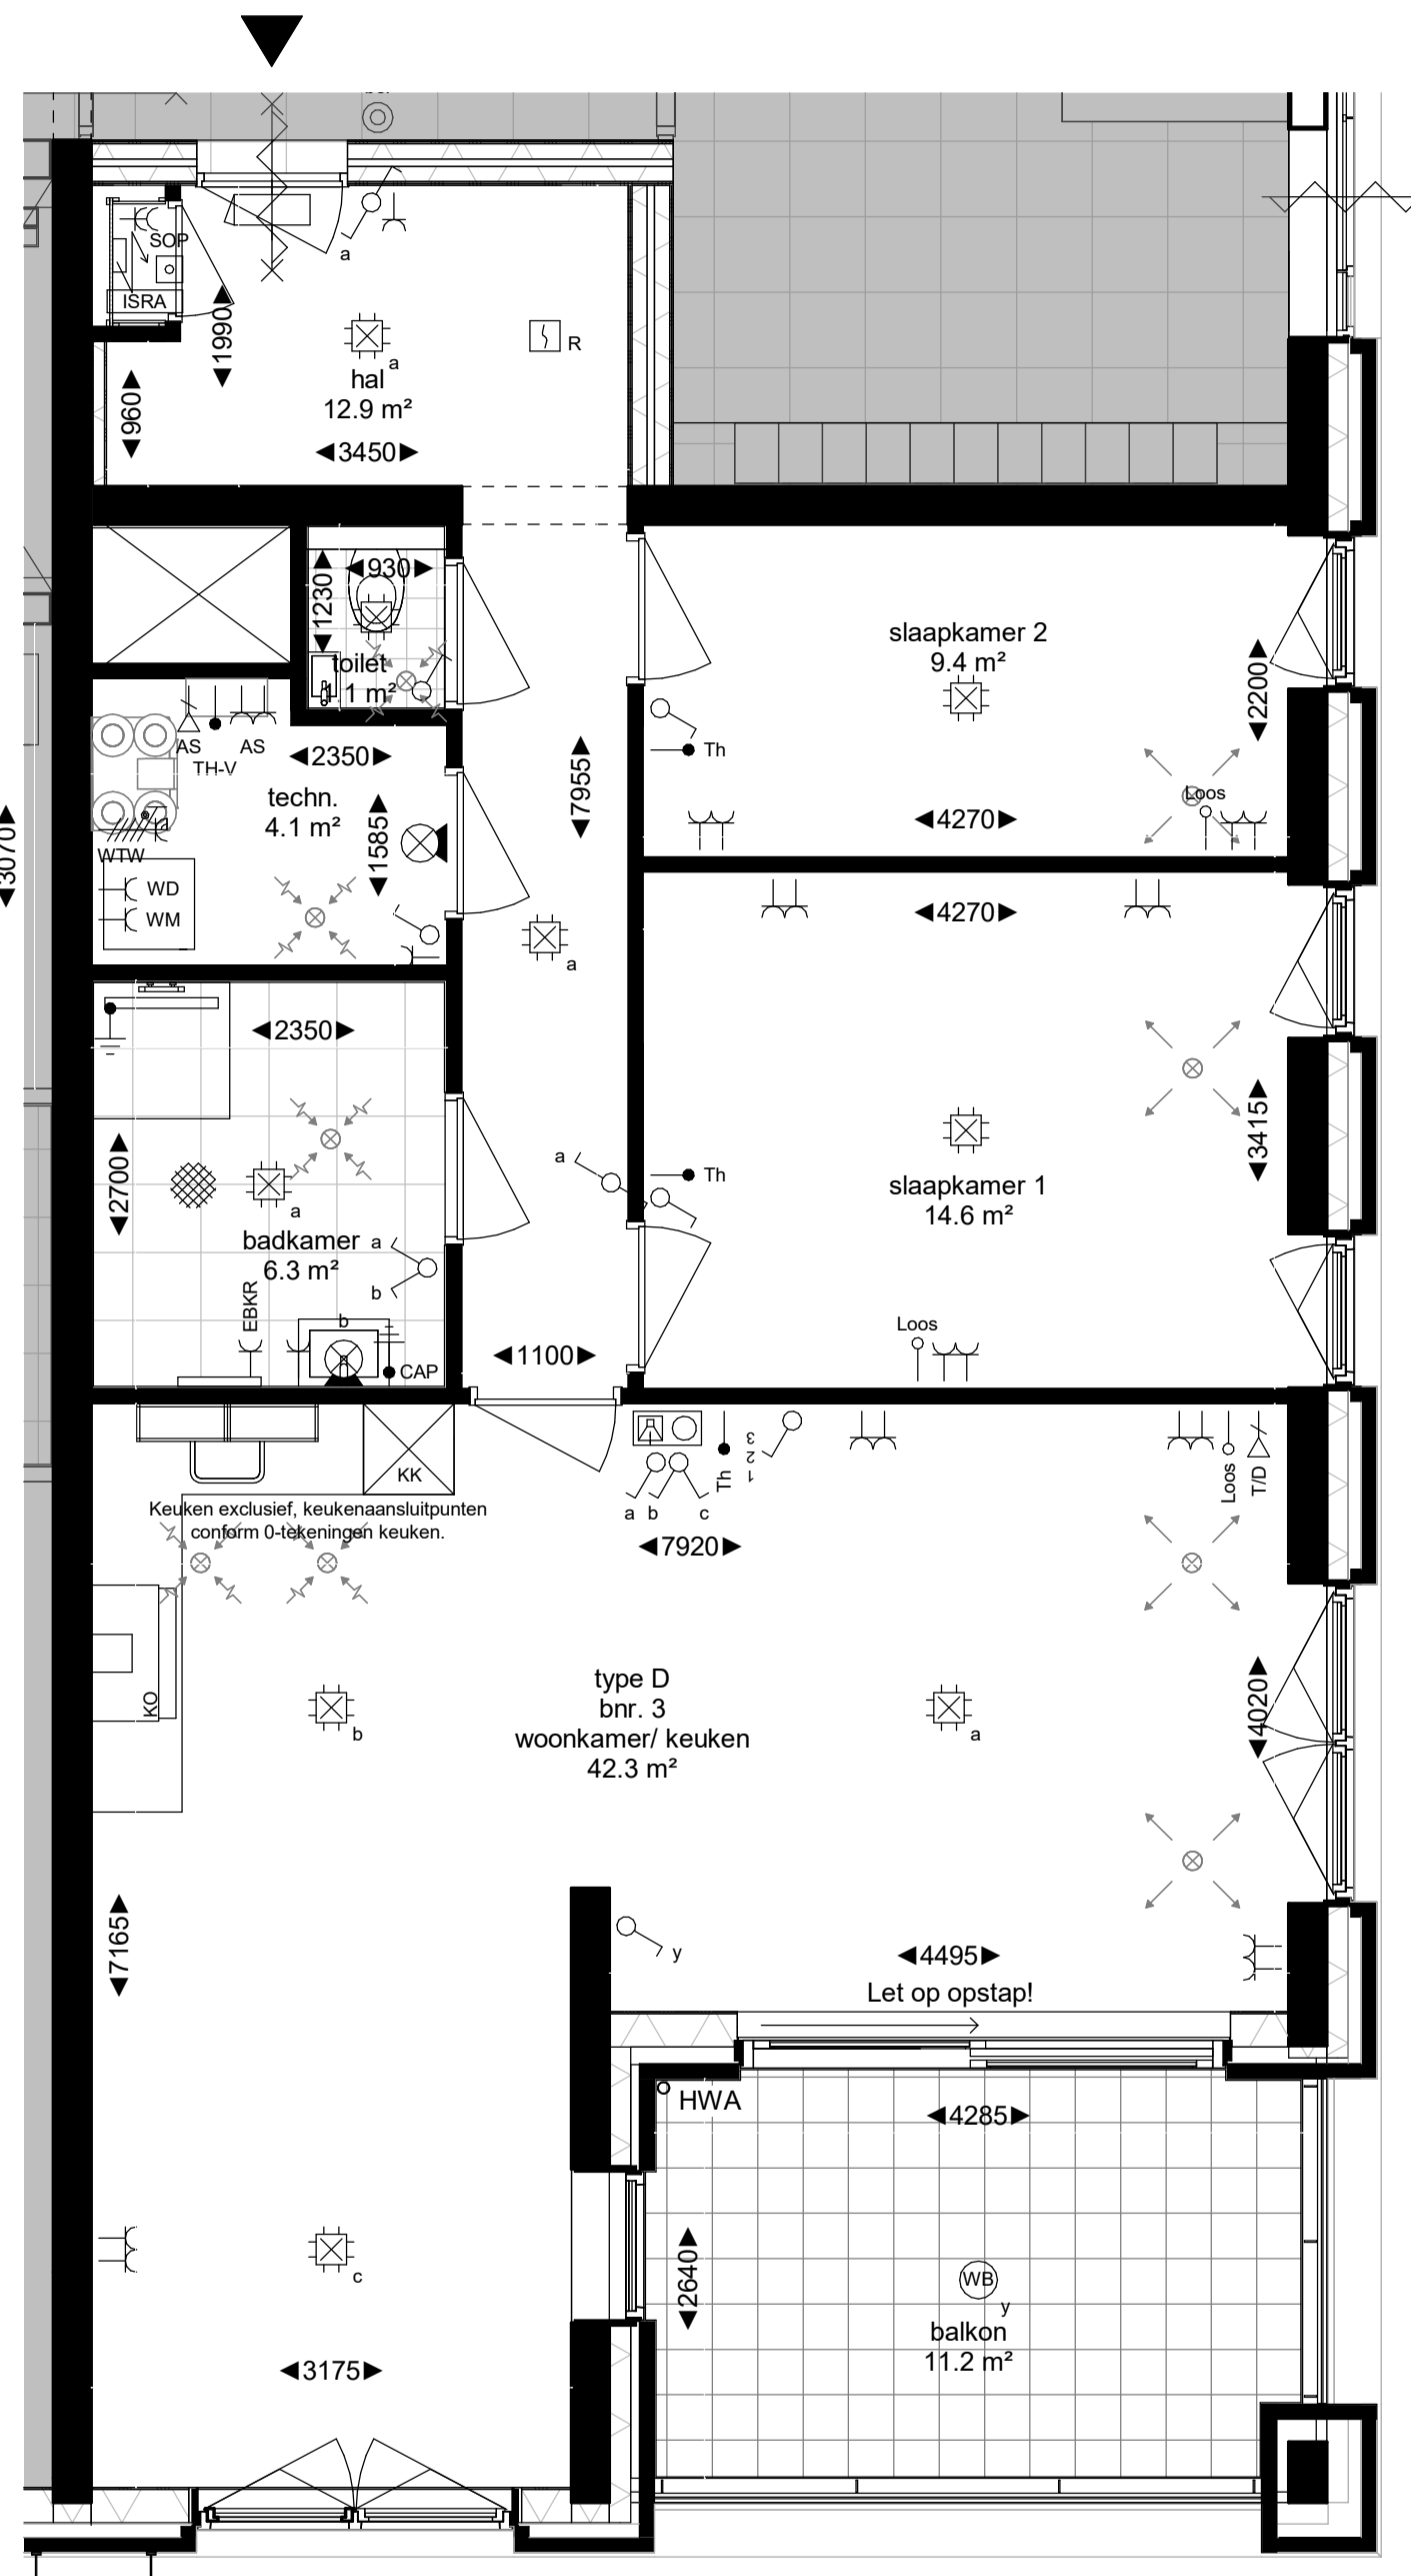 SOP
ISRA
a
1990
a
hal
12.9 m²
R
960
3450
930
1230
toilet
1.1 m²
slaapkamer 2
9.4 m²
2200
Th
4270
Loos
AS
AS
TH-V
2350
techn.
4.1 m²
1585
7955
3070
WTW
WD
WM
a
4270
2350
2700
a
badkamer
6.3 m²
a
b
EBKR
b
CAP
a
Th
slaapkamer 1
14.6 m²
3415
Loos
1100
KK
Keuken exclusief, keukenaansluitpunten
conform 0-tekeningen keuken.
a b c
Th
1 2 3
Loos
T/D
7920
KO
b
type D
bnr. 3
woonkamer/ keuken
42.3 m²
a
4020
7165
y
4495
Let op opstap!
HWA
4285
2640
WB
y
balkon
11.2 m²
c
3175